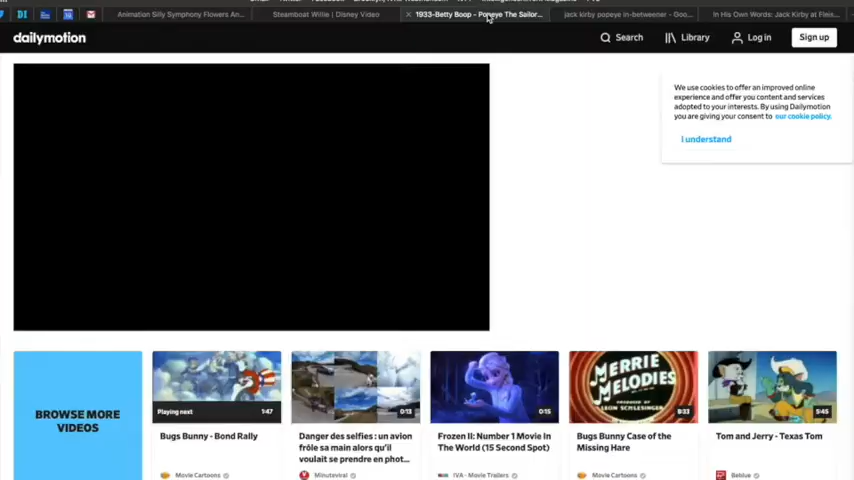 Animation Silly Symphony Flowers An...
Steamboat Willie | Disney Video
1933-Betty Boop - Popeye The Sailor...
jack kirby popeye in-betweener - Goo...
In His Own Words: Jack Kirby at Fleis...
DI
dailymotion
Search
Library
Log in
Sign up
We use cookies to offer an improved online
experience and offer you content and services
adopted to your interests. By using Dailymotion
you are giving your consent to our cookie policy.
I understand
BROWSE MORE
VIDEOS
Playing next
1:47
0:13
0:15
MERRIE
MELODIES
PRODUCED BY
LEON SCHLESINGER
8:33
5:45
Bugs Bunny - Bond Rally
Movie Cartoons
Danger des selfies : un avion
frôle sa main alors qu'il
voulait se prendre en phot...
Minutaviral
Frozen II: Number 1 Movie In
The World (15 Second Spot)
IVA - Movie Trailers
Bugs Bunny Case of the
Missing Hare
Movie Cartoons
Tom and Jerry - Texas Tom